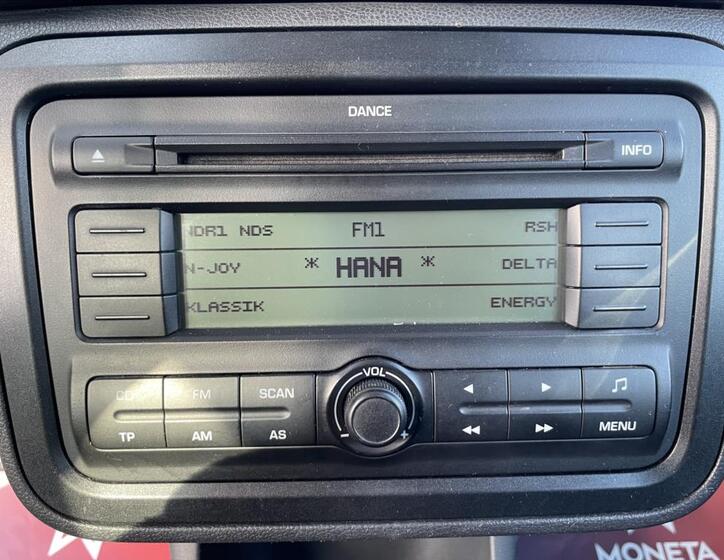 DANCE
INFO
NDR1 NDS FM1 RSH
N-JOY * HANA * DELTA
KLASSIK ENERGY
CD FM SCAN VOL
TP AM AS - + MENU
MONETA